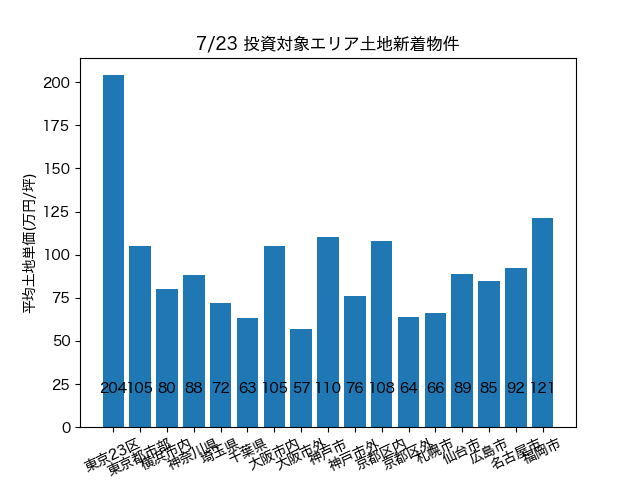 7/23 投資対象エリア土地新着物件
平均土地単価(万円/坪)
200
175
150
125
100
75
50
25
0
204 105 80 88 72 63 105 57 110 76 108 64 66 89 85 92 121
東京23区 東京都市部 横浜市内 神奈川県 埼玉県 千葉県 大阪市内 大阪市外 神戸市 神戸市外 京都区内 京都区外 札幌市 仙台市 広島市 名古屋市 福岡市